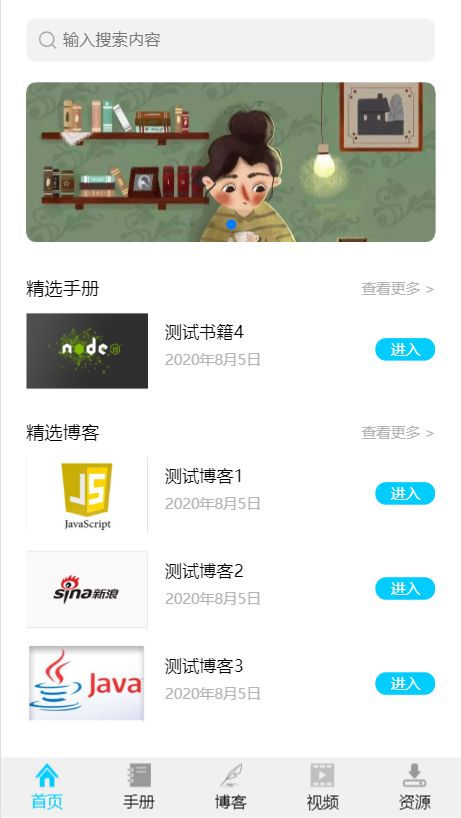 输入搜索内容
精选手册
查看更多 >
node
JS
测试书籍4
2020年8月5日
进入
精选博客
查看更多 >
JS
JavaScript
测试博客1
2020年8月5日
进入
sina新浪
测试博客2
2020年8月5日
进入
Java
测试博客3
2020年8月5日
进入
首页
手册
博客
视频
资源